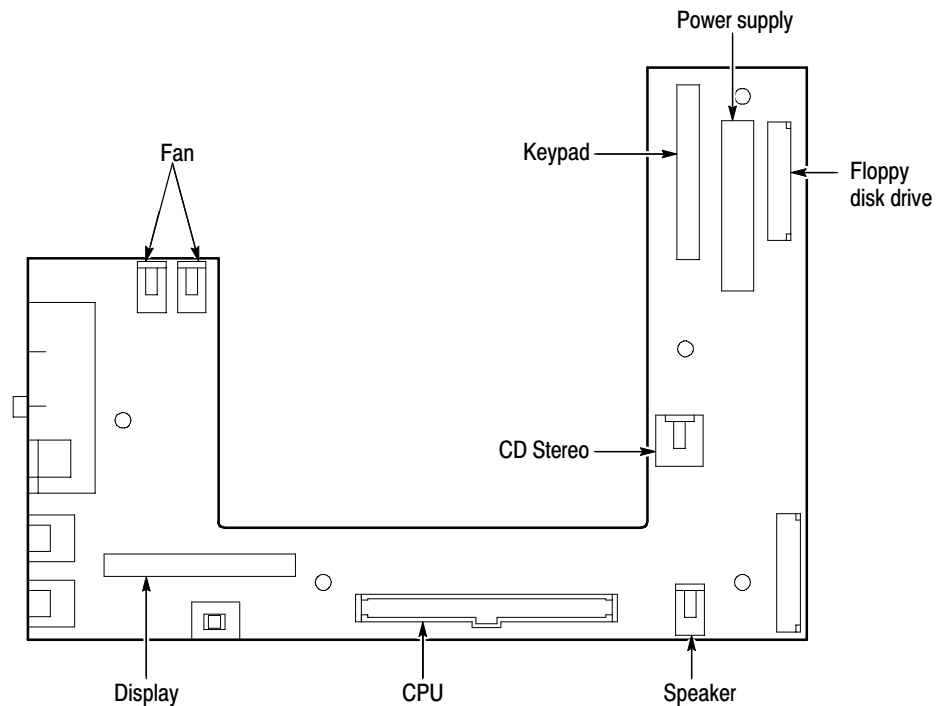 Power supply
Fan
Keypad
Floppy
disk drive
CD Stereo
Display
CPU
Speaker